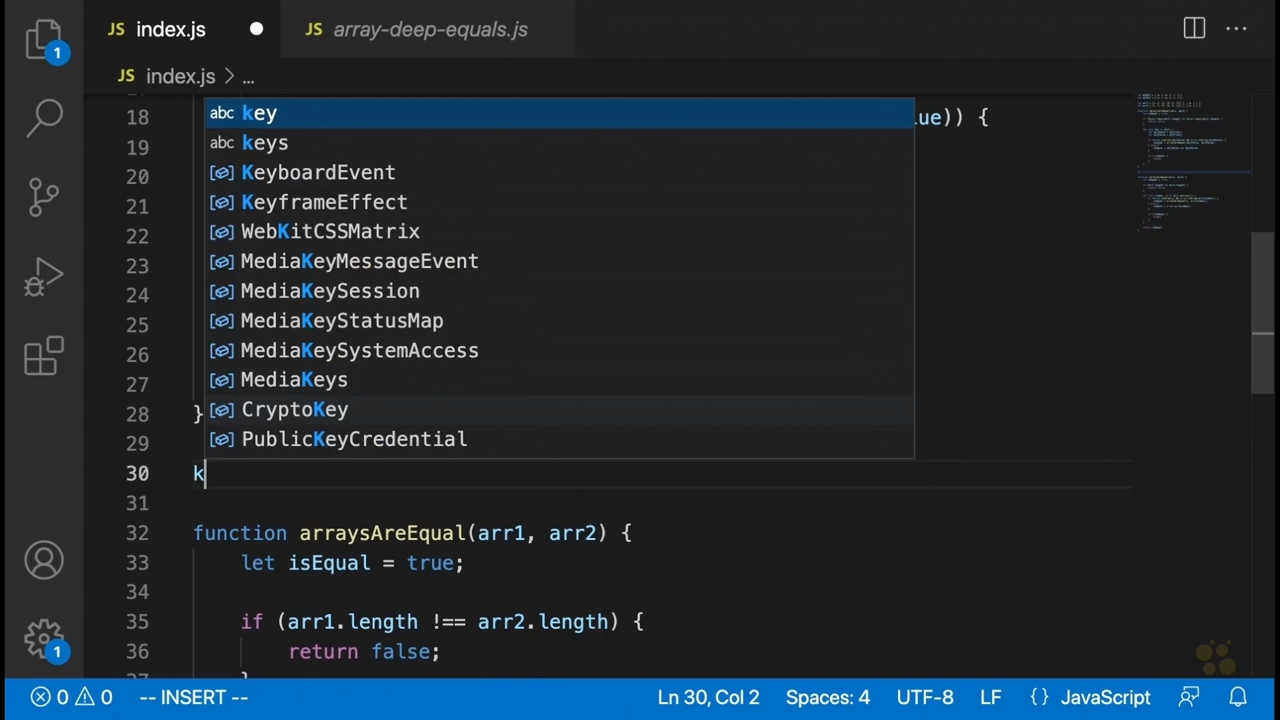 JS index.js
JS array-deep-equals.js
JS index.js > ...
18 ue)) {
19
20
21
22
23
24
25
26
27
28 }
29
30 k
31
32 function arraysAreEqual(arr1, arr2) {
33 let isEqual = true;
34
35 if (arr1.length !== arr2.length) {
36 return false;
abc key
abc keys
KeyboardEvent
KeyframeEffect
WebKitCSSMatrix
MediaKeyMessageEvent
MediaKeySession
MediaKeyStatusMap
MediaKeySystemAccess
MediaKeys
CryptoKey
PublicKeyCredential
1
1
0 0 -- INSERT -- Ln 30, Col 2 Spaces: 4 UTF-8 LF {} JavaScript